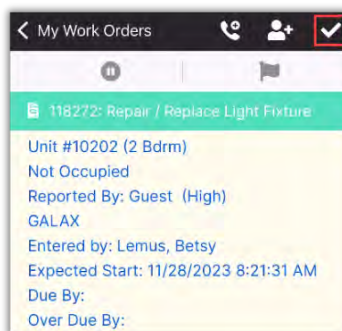 My Work Orders
118272: Repair / Replace Light Fixture
Unit #10202 (2 Bdrm)
Not Occupied
Reported By: Guest (High)
GALAX
Entered by: Lemus, Betsy
Expected Start: 11/28/2023 8:21:31 AM
Due By:
Over Due By: